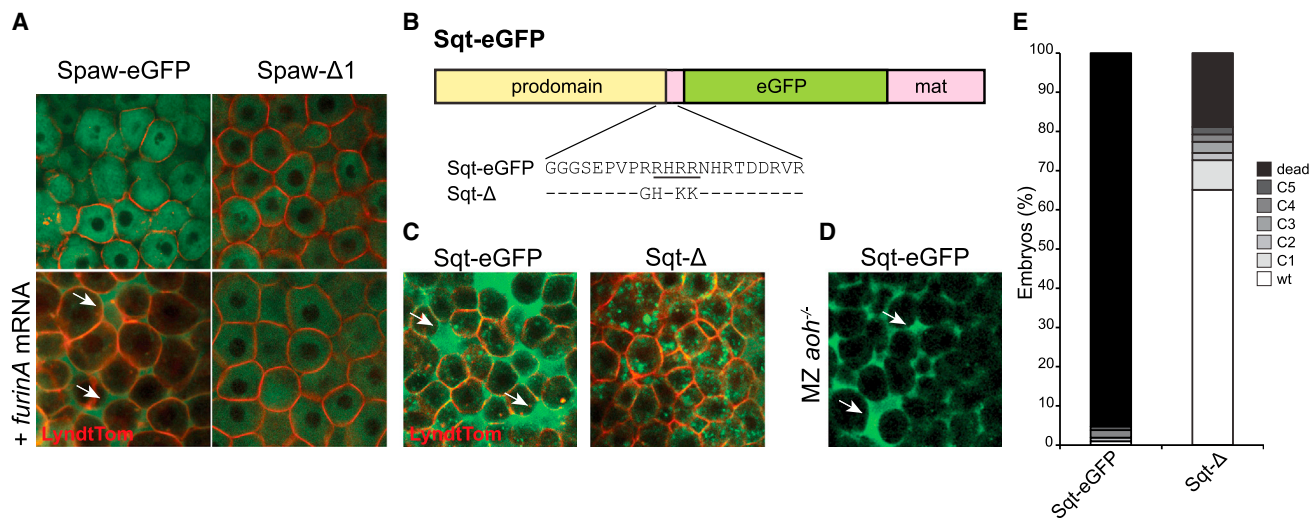 A
Spaw-eGFP
Spaw-Δ1
+ furinA mRNA
LyndtTom
B
Sqt-eGFP
prodomain
eGFP
mat
Sqt-eGFP GGGSEPVPRRHRRNHRTDDRVR
Sqt-Δ --------GH-KK---------
C
Sqt-eGFP
Sqt-Δ
LyndtTom
D
Sqt-eGFP
MZ aoh-/-
E
Embryos (%)
100
90
80
70
60
50
40
30
20
10
0
Sqt-eGFP
Sqt-Δ
dead
C5
C4
C3
C2
C1
wt